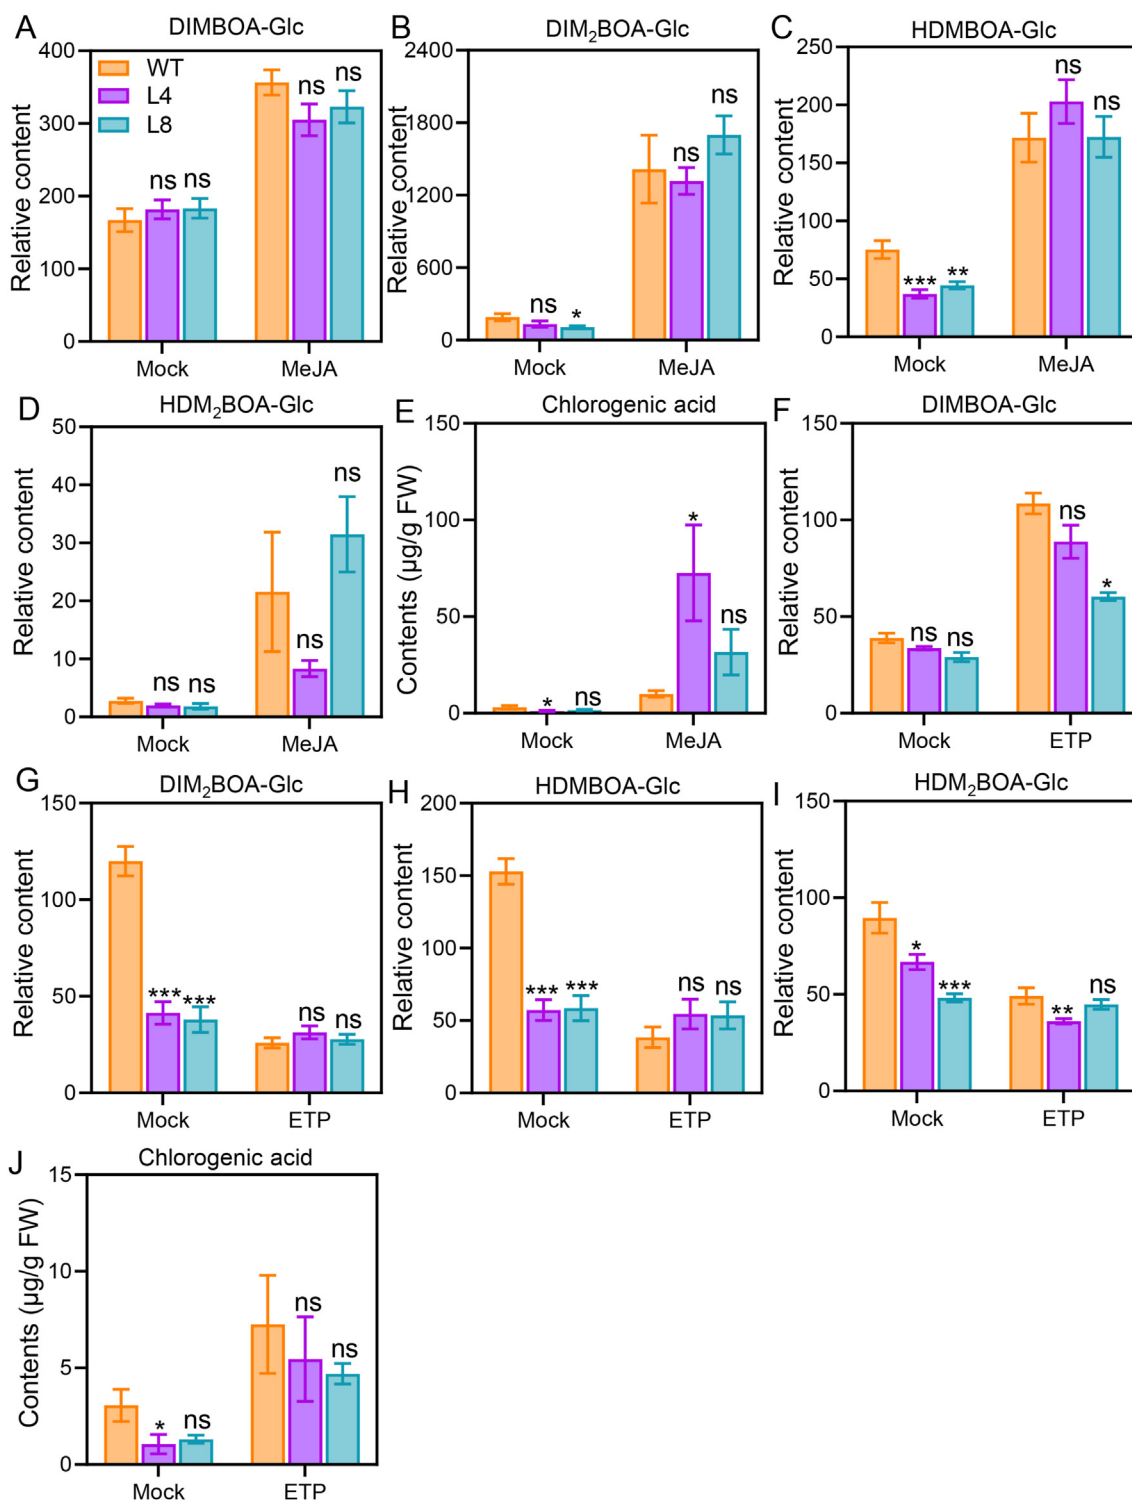 A
DIMBOA-Glc
Relative content
400
300
200
100
0
WT
L4
L8
ns ns
ns ns
Mock MeJA
B
DIM₂BOA-Glc
Relative content
2400
1800
1200
600
0
ns *
ns ns
Mock MeJA
C
HDMBOA-Glc
Relative content
250
200
150
100
50
0
*** **
ns ns
Mock MeJA
D
HDM₂BOA-Glc
Relative content
50
40
30
20
10
0
ns ns
ns ns
Mock MeJA
E
Chlorogenic acid
Contents (µg/g FW)
150
100
50
0
* ns
* ns
Mock MeJA
F
DIMBOA-Glc
Relative content
150
100
50
0
ns ns
ns *
Mock ETP
G
DIM₂BOA-Glc
Relative content
150
100
50
0
*** ***
ns ns
Mock ETP
H
HDMBOA-Glc
Relative content
200
150
100
50
0
*** ***
ns ns
Mock ETP
I
HDM₂BOA-Glc
Relative content
150
100
50
0
* ***
** ns
Mock ETP
J
Chlorogenic acid
Contents (µg/g FW)
15
10
5
0
* ns
ns ns
Mock ETP